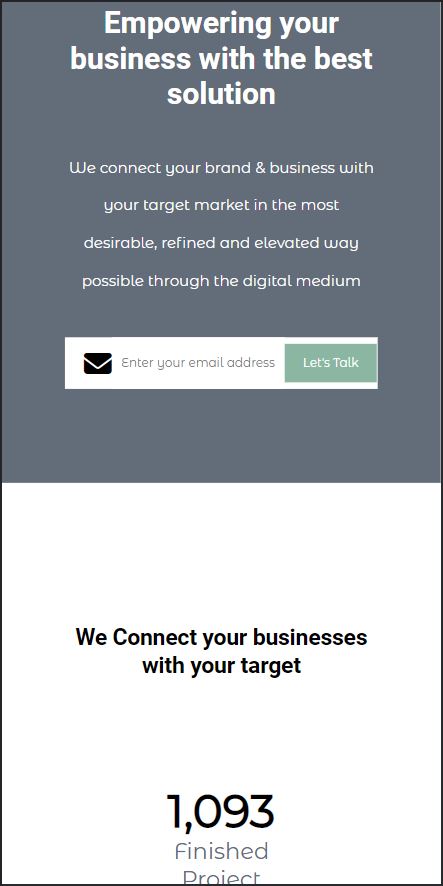 Empowering your
business with the best
solution
We connect your brand & business with
your target market in the most
desirable, refined and elevated way
possible through the digital medium
Enter your email address
Let's Talk
We Connect your businesses
with your target
1,093
Finished
Project